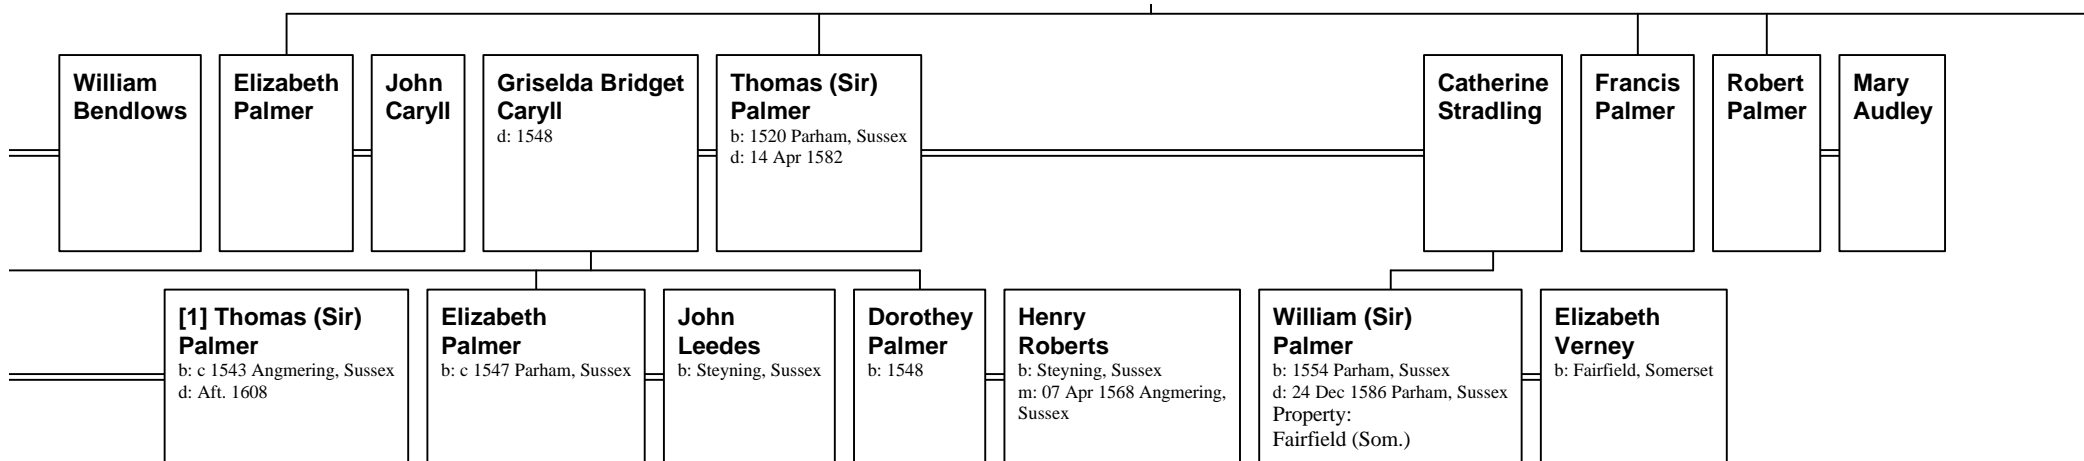 William
Bendlows
Elizabeth
Palmer
John
Caryll
Griselda Bridget
Caryll
d: 1548
Thomas (Sir)
Palmer
b: 1520 Parham, Sussex
d: 14 Apr 1582
Catherine
Stradling
Francis
Palmer
Robert
Palmer
Mary
Audley
[1] Thomas (Sir)
Palmer
b: c 1543 Angmering, Sussex
d: Aft. 1608
Elizabeth
Palmer
b: c 1547 Parham, Sussex
John
Leedes
b: Steyning, Sussex
Dorothey
Palmer
b: 1548
Henry
Roberts
b: Steyning, Sussex
m: 07 Apr 1568 Angmering,
Sussex
William (Sir)
Palmer
b: 1554 Parham, Sussex
d: 24 Dec 1586 Parham, Sussex
Property:
Fairfield (Som.)
Elizabeth
Verney
b: Fairfield, Somerset